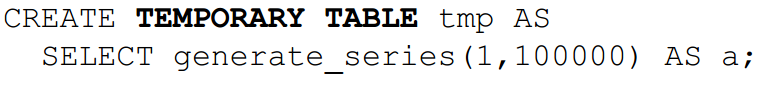 CREATE TEMPORARY TABLE tmp AS
SELECT generate_series(1,100000) AS a;